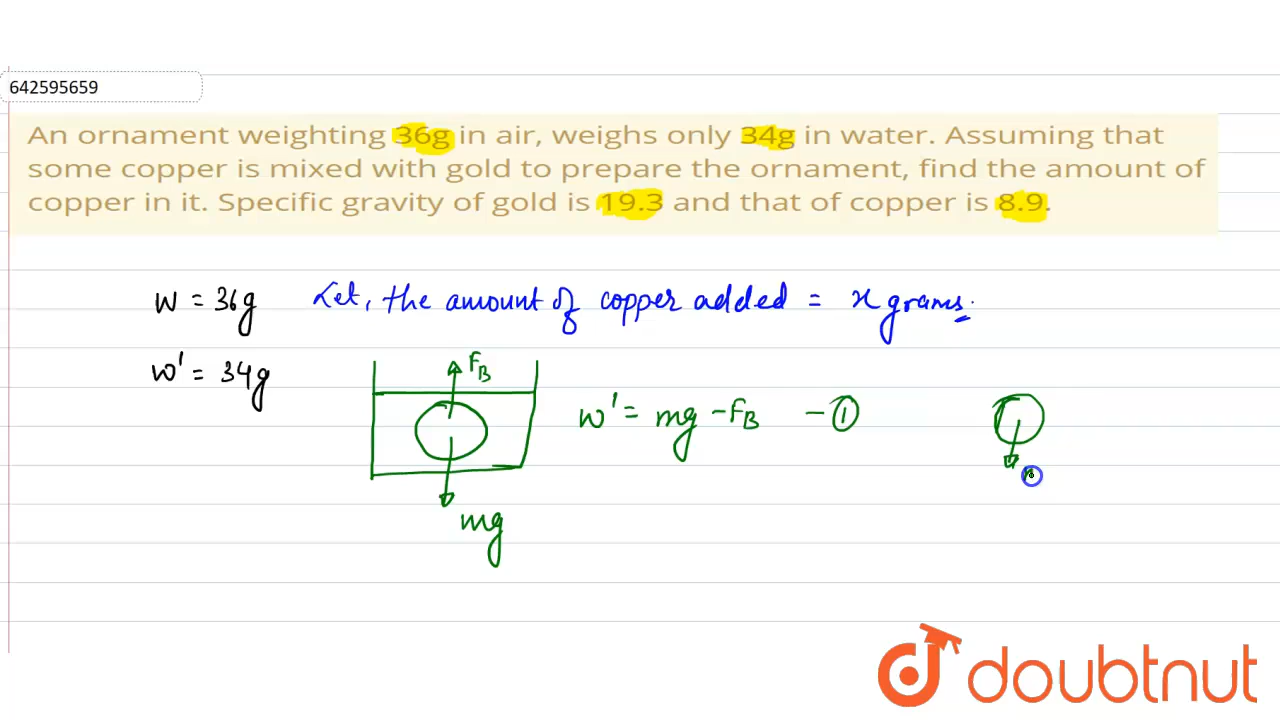 642595659
An ornament weighting 36g in air, weighs only 34g in water. Assuming that
some copper is mixed with gold to prepare the ornament, find the amount of
copper in it. Specific gravity of gold is 19.3 and that of copper is 8.9.
W = 36g Let, the amount of copper added = x grams.
W' = 34g
FB
W' = mg - FB - ①
mg
doubtnut